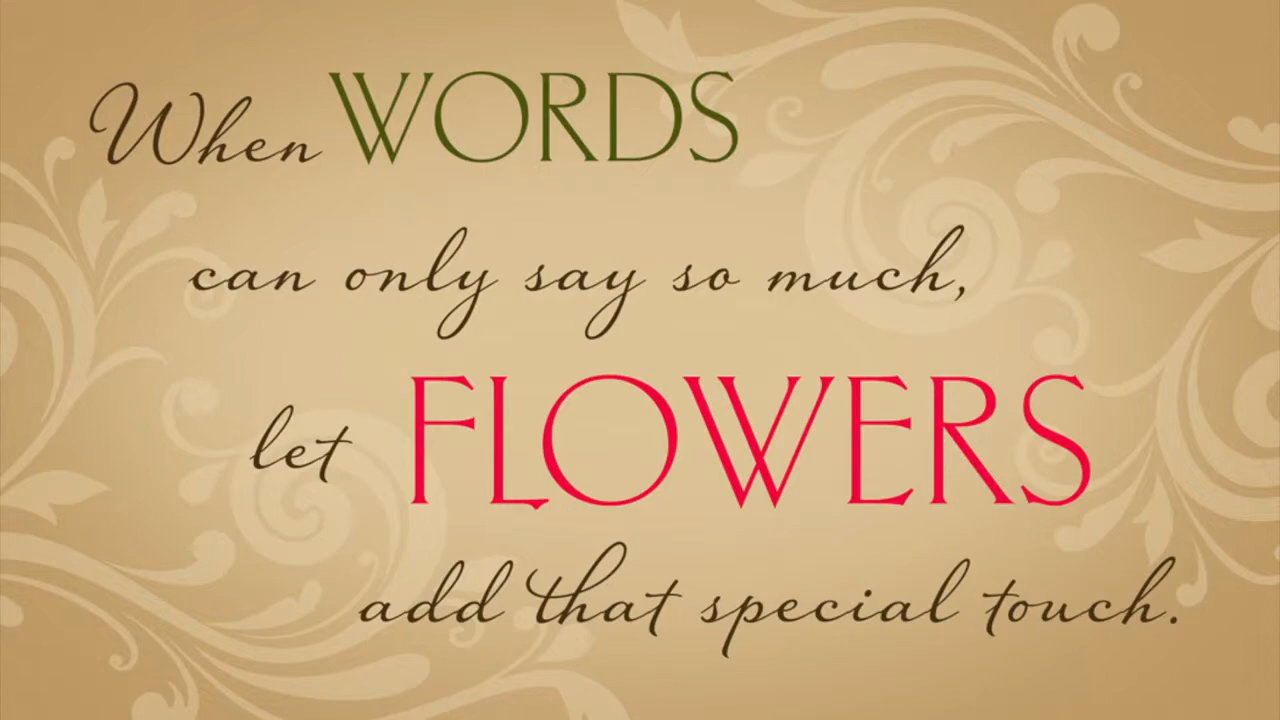 When WORDS
can only say so much,
let FLOWERS
add that special touch.